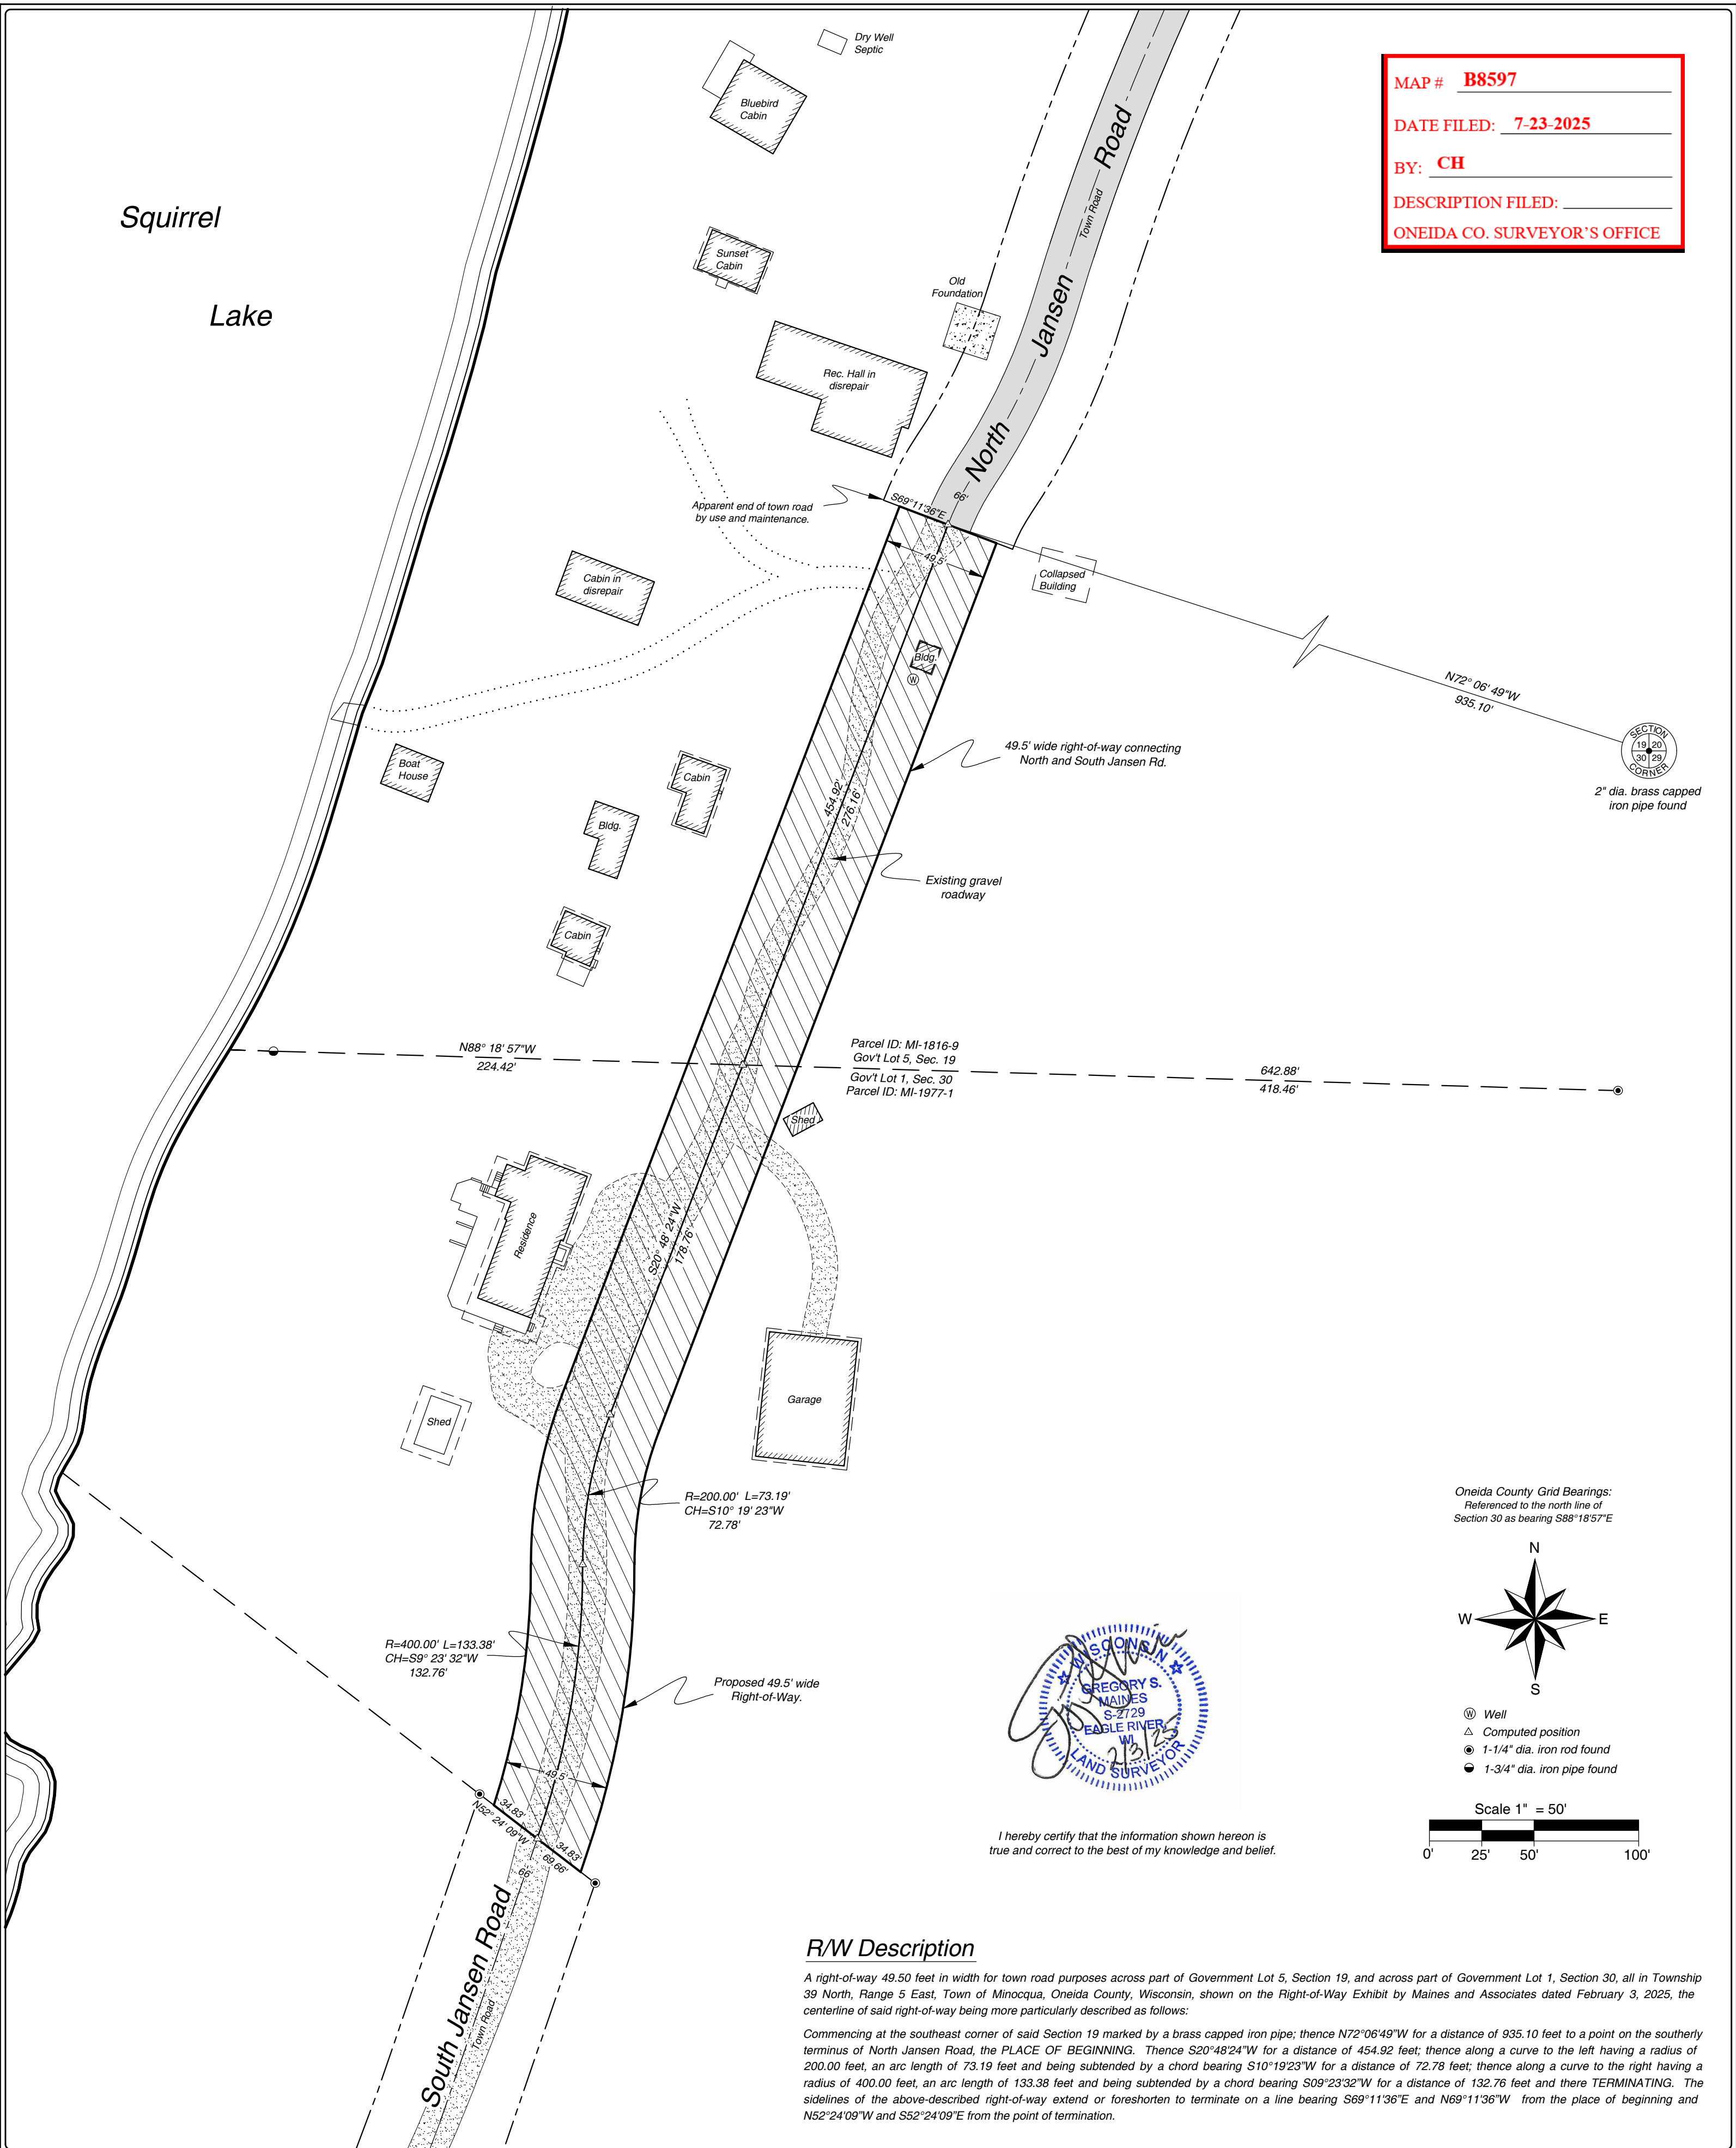 Dry Well
Septic
Bluebird
Cabin
MAP # B8597
DATE FILED: 7-23-2025
BY: CH
DESCRIPTION FILED:
ONEIDA CO. SURVEYOR'S OFFICE
Squirrel
Lake
Sunset
Cabin
North Jansen Road
Town Road
Old
Foundation
Rec. Hall in
disrepair
Apparent end of town road
by use and maintenance.
S69°11'36"E
66'
49.5'
Collapsed
Building
Cabin in
disrepair
Bldg.
W
N72° 06' 49"W
935.10'
SECTION
19 20
30 29
CORNER
2" dia. brass capped
iron pipe found
49.5' wide right-of-way connecting
North and South Jansen Rd.
Boat
House
Cabin
Bldg.
454.92'
276.16'
Existing gravel
roadway
Cabin
N88° 18' 57"W
224.42'
Parcel ID: MI-1816-9
Gov't Lot 5, Sec. 19
Gov't Lot 1, Sec. 30
Parcel ID: MI-1977-1
642.88'
418.46'
Shed
Residence
S20° 48' 24"W
178.76'
Garage
Shed
R=200.00' L=73.19'
CH=S10° 19' 23"W
72.78'
R=400.00' L=133.38'
CH=S9° 23' 32"W
132.76'
Proposed 49.5' wide
Right-of-Way.
49.5'
34.83'
N52° 24' 09"W
34.83'
69.66'
66'
South Jansen Road
Town Road
Oneida County Grid Bearings:
Referenced to the north line of
Section 30 as bearing S88°18'57"E
N
W E
S
W Well
Computed position
1-1/4" dia. iron rod found
1-3/4" dia. iron pipe found
Scale 1" = 50'
0' 25' 50' 100'
WISCONSIN
GREGORY S.
MAINES
S-2729
EAGLE RIVER,
WI.
2/3/25
LAND SURVEYOR
I hereby certify that the information shown hereon is
true and correct to the best of my knowledge and belief.
R/W Description
A right-of-way 49.50 feet in width for town road purposes across part of Government Lot 5, Section 19, and across part of Government Lot 1, Section 30, all in Township
39 North, Range 5 East, Town of Minocqua, Oneida County, Wisconsin, shown on the Right-of-Way Exhibit by Maines and Associates dated February 3, 2025, the
centerline of said right-of-way being more particularly described as follows:
Commencing at the southeast corner of said Section 19 marked by a brass capped iron pipe; thence N72°06'49"W for a distance of 935.10 feet to a point on the southerly
terminus of North Jansen Road, the PLACE OF BEGINNING. Thence S20°48'24"W for a distance of 454.92 feet; thence along a curve to the left having a radius of
200.00 feet, an arc length of 73.19 feet and being subtended by a chord bearing S10°19'23"W for a distance of 72.78 feet; thence along a curve to the right having a
radius of 400.00 feet, an arc length of 133.38 feet and being subtended by a chord bearing S09°23'32"W for a distance of 132.76 feet and there TERMINATING. The
sidelines of the above-described right-of-way extend or foreshorten to terminate on a line bearing S69°11'36"E and N69°11'36"W from the place of beginning and
N52°24'09"W and S52°24'09"E from the point of termination.